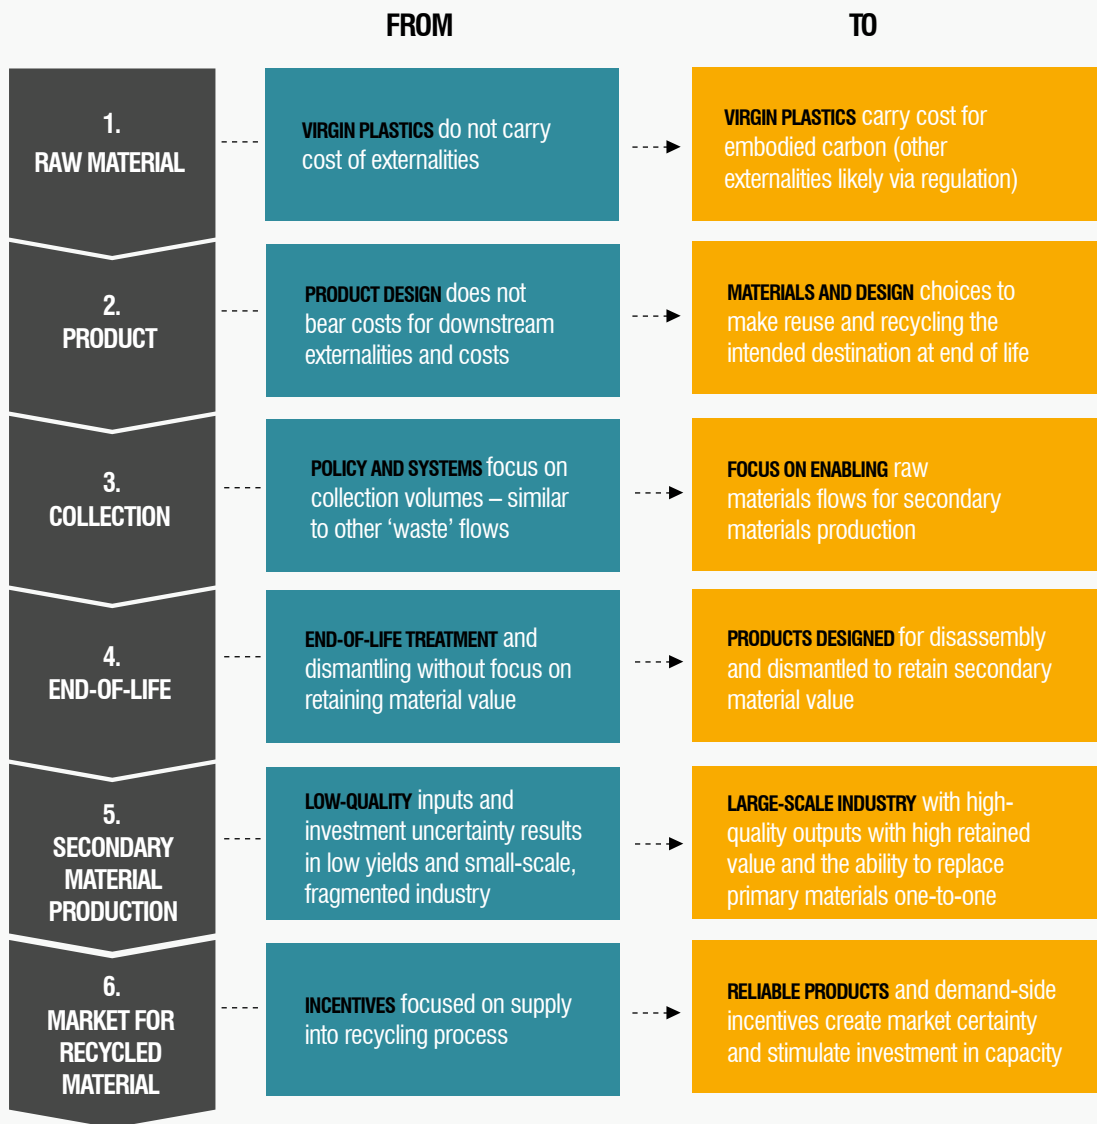 FROM
TO
1.
RAW MATERIAL
VIRGIN PLASTICS do not carry
cost of externalities
VIRGIN PLASTICS carry cost for
embodied carbon (other
externalities likely via regulation)
2.
PRODUCT
PRODUCT DESIGN does not
bear costs for downstream
externalities and costs
MATERIALS AND DESIGN choices to
make reuse and recycling the
intended destination at end of life
3.
COLLECTION
POLICY AND SYSTEMS focus on
collection volumes – similar
to other ‘waste’ flows
FOCUS ON ENABLING raw
materials flows for secondary
materials production
4.
END-OF-LIFE
END-OF-LIFE TREATMENT and
dismantling without focus on
retaining material value
PRODUCTS DESIGNED for disassembly
and dismantled to retain secondary
material value
5.
SECONDARY
MATERIAL
PRODUCTION
LOW-QUALITY inputs and
investment uncertainty results
in low yields and small-scale,
fragmented industry
LARGE-SCALE INDUSTRY with high-
quality outputs with high retained
value and the ability to replace
primary materials one-to-one
6.
MARKET FOR
RECYCLED
MATERIAL
INCENTIVES focused on supply
into recycling process
RELIABLE PRODUCTS and demand-side
incentives create market certainty
and stimulate investment in capacity